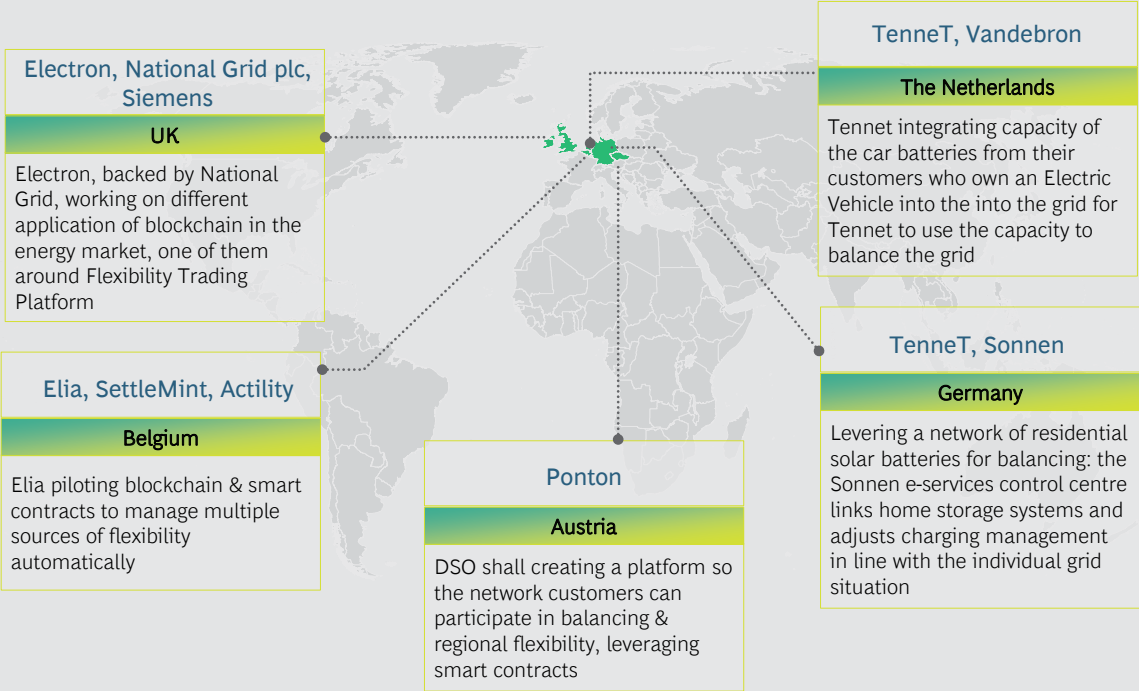 Electron, National Grid plc,
Siemens
UK
Electron, backed by National
Grid, working on different
application of blockchain in the
energy market, one of them
around Flexibility Trading
Platform
TenneT, Vandebron
The Netherlands
Tennet integrating capacity of
the car batteries from their
customers who own an Electric
Vehicle into the into the grid for
Tennet to use the capacity to
balance the grid
Elia, SettleMint, Actility
Belgium
Elia piloting blockchain & smart
contracts to manage multiple
sources of flexibility
automatically
Ponton
Austria
DSO shall creating a platform so
the network customers can
participate in balancing &
regional flexibility, leveraging
smart contracts
TenneT, Sonnen
Germany
Levering a network of residential
solar batteries for balancing: the
Sonnen e-services control centre
links home storage systems and
adjusts charging management
in line with the individual grid
situation